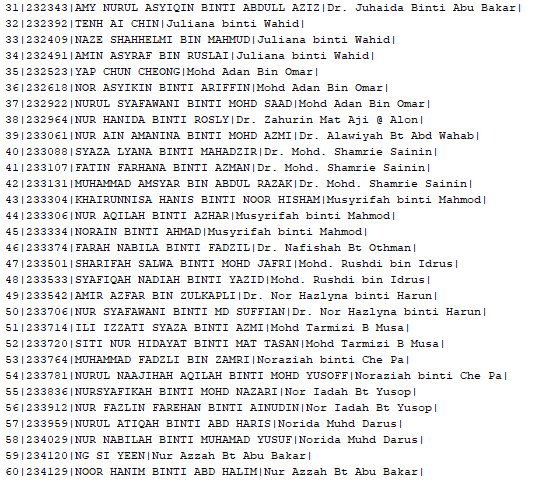 31|232343|AMY NURUL ASYIQIN BINTI ABDULL AZIZ|Dr. Juhaida Binti Abu Bakar|
32|232392|TENH AI CHIN|Juliana binti Wahid|
33|232409|NAZE SHAHHELMI BIN MAHMUD|Juliana binti Wahid|
34|232491|AMIN ASYRAF BIN RUSLAI|Juliana binti Wahid|
35|232523|YAP CHUN CHEONG|Mohd Adan Bin Omar|
36|232618|NOR ASYIKIN BINTI ARIFFIN|Mohd Adan Bin Omar|
37|232922|NURUL SYAFAWANI BINTI MOHD SAAD|Mohd Adan Bin Omar|
38|232964|NUR HANIDA BINTI ROSLY|Dr. Zahurin Mat Aji @ Alon|
39|233061|NUR AIN AMANINA BINTI MOHD AZMI|Dr. Alawiyah Bt Abd Wahab|
40|233088|SYAZA LYANA BINTI MAHADZIR|Dr. Mohd. Shamrie Sainin|
41|233107|FATIN FARHANA BINTI AZMAN|Dr. Mohd. Shamrie Sainin|
42|233131|MUHAMMAD AMSYAR BIN ABDUL RAZAK|Dr. Mohd. Shamrie Sainin|
43|233304|KHAIRUNNISA HANIS BINTI NOOR HISHAM|Musyrifah binti Mahmod|
44|233306|NUR AQILAH BINTI AZHAR|Musyrifah binti Mahmod|
45|233334|NORAIN BINTI AHMAD|Musyrifah binti Mahmod|
46|233374|FARAH NABILA BINTI FADZIL|Dr. Nafishah Bt Othman|
47|233501|SHARIFAH SALWA BINTI MOHD JAFRI|Mohd. Rushdi bin Idrus|
48|233533|SYAFIQAH NADIAH BINTI YAZID|Mohd. Rushdi bin Idrus|
49|233542|AMIR AZFAR BIN ZULKAPLI|Dr. Nor Hazlyna binti Harun|
50|233706|NUR SYAFAWANI BINTI MD SUFFIAN|Dr. Nor Hazlyna binti Harun|
51|233714|ILI IZZATI SYAZA BINTI AZMI|Mohd Tarmizi B Musa|
52|233720|SITI NUR HIDAYAT BINTI MAT TASAN|Mohd Tarmizi B Musa|
53|233764|MUHAMMAD FADZLI BIN ZAMRI|Noraziah binti Che Pa|
54|233781|NURUL NAAJIHAH AQILAH BINTI MOHD YUSOFF|Noraziah binti Che Pa|
55|233836|NURSYAFIKAH BINTI MOHD NAZARI|Nor Iadah Bt Yusop|
56|233912|NUR FAZLIN FAREHAN BINTI AINUDIN|Nor Iadah Bt Yusop|
57|233959|NURUL ATIQAH BINTI ABD HARIS|Norida Muhd Darus|
58|234029|NUR NABILAH BINTI MUHAMAD YUSUF|Norida Muhd Darus|
59|234120|NG SI YEEN|Nur Azzah Bt Abu Bakar|
60|234129|NOOR HANIM BINTI ABD HALIM|Nur Azzah Bt Abu Bakar|